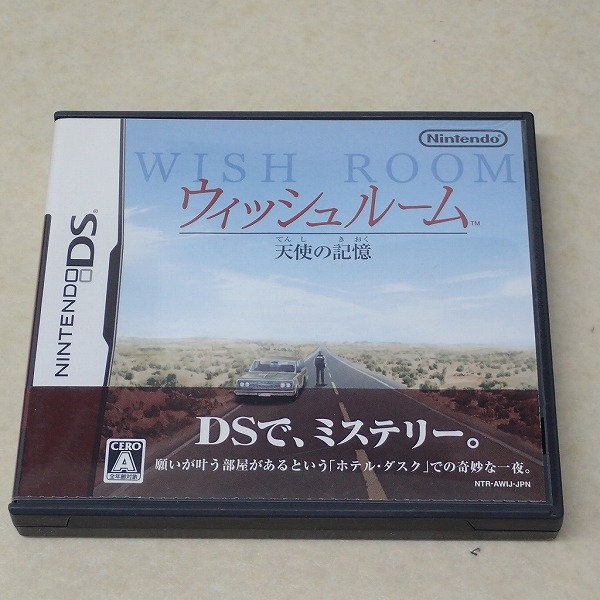 Nintendo®
WISH ROOM
ウィッシュルーム™
てんし きおく
天使の記憶
NINTENDO DS®
DSで、ミステリー。
願いが叶う部屋があるという「ホテル・ダスク」での奇妙な一夜。
CERO
A
全年齢対象
NTR-AWIJ-JPN